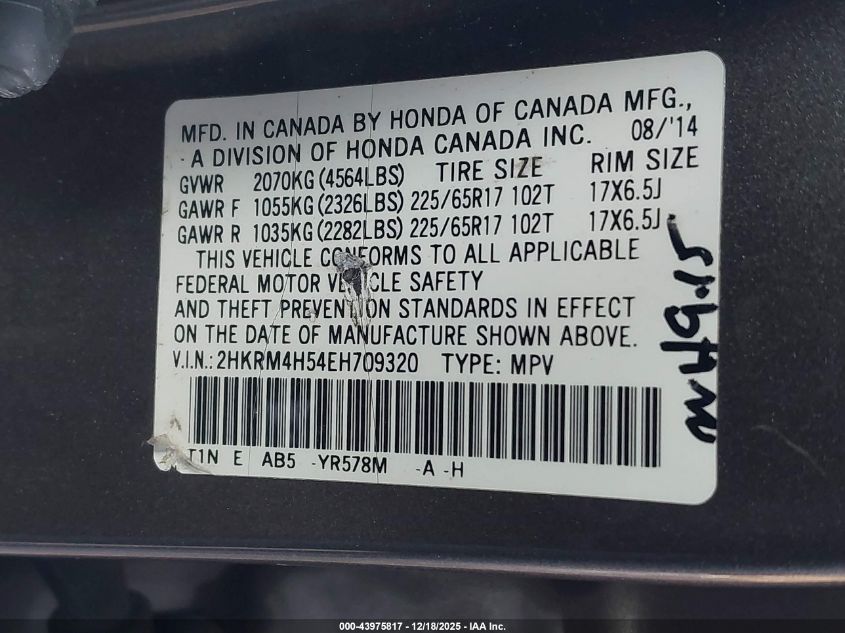 MFD. IN CANADA BY HONDA OF CANADA MFG.,
- A DIVISION OF HONDA CANADA INC. 08/'14
GVWR 2070KG (4564LBS) TIRE SIZE RIM SIZE
GAWR F 1055KG (2326LBS) 225/65R17 102T 17X6.5J
GAWR R 1035KG (2282LBS) 225/65R17 102T 17X6.5J
THIS VEHICLE CONFORMS TO ALL APPLICABLE
FEDERAL MOTOR VEHICLE SAFETY
AND THEFT PREVENTION STANDARDS IN EFFECT
ON THE DATE OF MANUFACTURE SHOWN ABOVE.
V.I.N.: 2HKRM4H54EH709320 TYPE: MPV
T1N E AB5 -YR578M -A -H
000-43975817 - 12/18/2025 - IAA Inc.